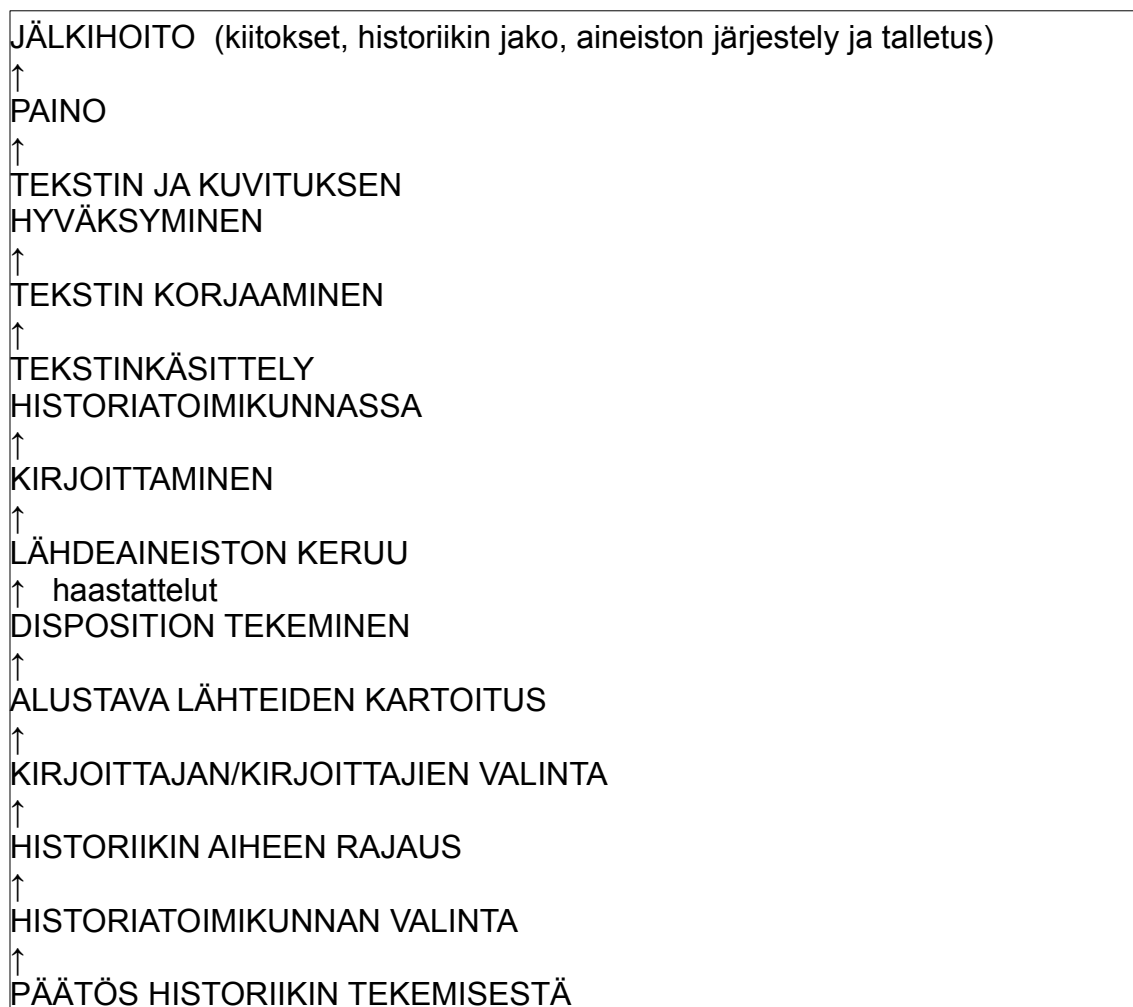 JÄLKIHOITO  (kiitokset, historiikin jako, aineiston järjestely ja talletus)
↑
PAINO
↑
TEKSTIN JA KUVITUKSEN
HYVÄKSYMINEN
↑
TEKSTIN KORJAAMINEN
↑
TEKSTINKÄSITTELY
HISTORIATOIMIKUNNASSA
↑
KIRJOITTAMINEN
↑
LÄHDEAINEISTON KERUU
↑   haastattelut
DISPOSITION TEKEMINEN
↑
ALUSTAVA LÄHTEIDEN KARTOITUS
↑
KIRJOITTAJAN/KIRJOITTAJIEN VALINTA
↑
HISTORIIKIN AIHEEN RAJAUS
↑
HISTORIATOIMIKUNNAN VALINTA
↑
PÄÄTÖS HISTORIIKIN TEKEMISESTÄ